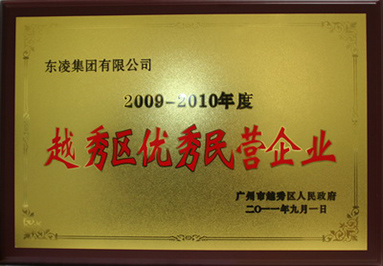 东凌集团有限公司
2009-2010年度
越秀区优秀民营企业
广州市越秀区人民政府
二〇一一年九月一日